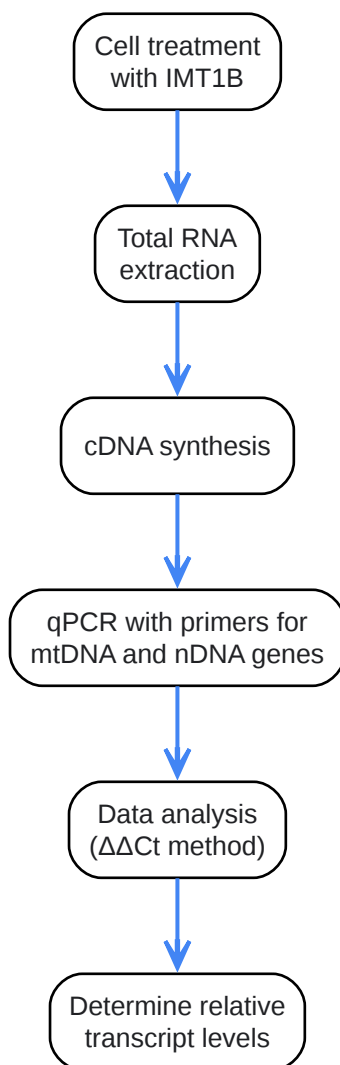 Cell treatment
with IMT1B
Total RNA
extraction
cDNA synthesis
qPCR with primers for
mtDNA and nDNA genes
Data analysis
(ΔΔCt method)
Determine relative
transcript levels